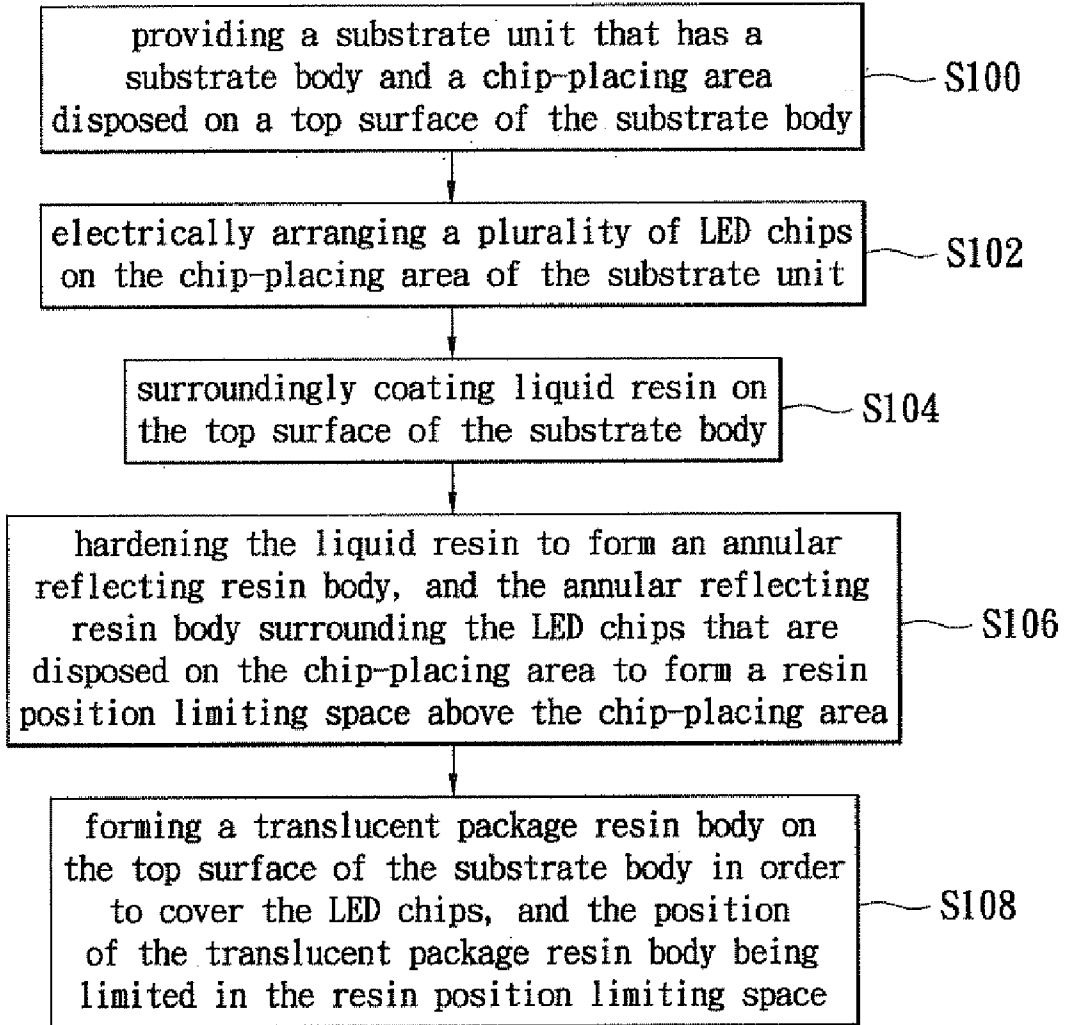 providing a substrate unit that has a
substrate body and a chip-placing area
disposed on a top surface of the substrate body
S100
electrically arranging a plurality of LED chips
on the chip-placing area of the substrate unit
S102
surroundingly coating liquid resin on
the top surface of the substrate body
S104
hardening the liquid resin to form an annular
reflecting resin body, and the annular reflecting
resin body surrounding the LED chips that are
disposed on the chip-placing area to form a resin
position limiting space above the chip-placing area
S106
forming a translucent package resin body on
the top surface of the substrate body in order
to cover the LED chips, and the position
of the translucent package resin body being
limited in the resin position limiting space
S108